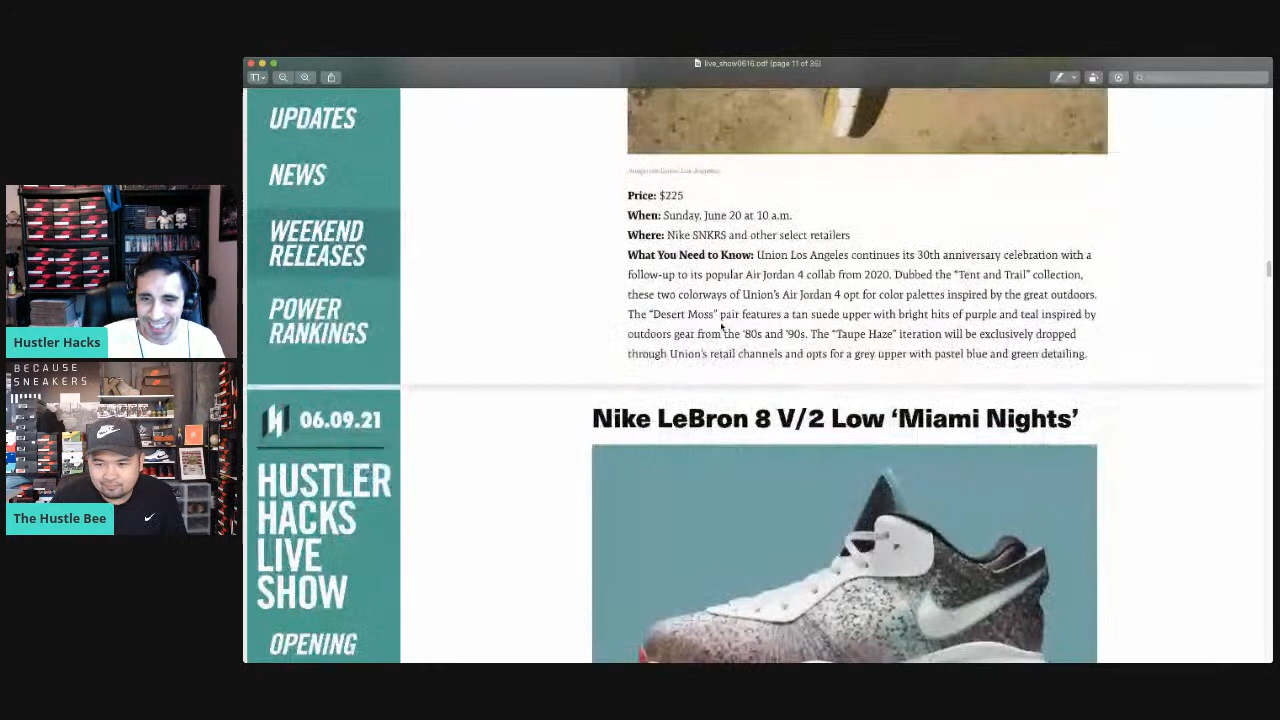 live_show0616.pdf (page 11 of 35)
UPDATES
NEWS
WEEKEND
RELEASES
POWER
RANKINGS
Price: $225
When: Sunday, June 20 at 10 a.m.
Where: Nike SNKRS and other select retailers
What You Need to Know: Union Los Angeles continues its 30th anniversary celebration with a
follow-up to its popular Air Jordan 4 collab from 2020. Dubbed the “Tent and Trail” collection,
these two colorways of Union’s Air Jordan 4 opt for color palettes inspired by the great outdoors.
The “Desert Moss” pair features a tan suede upper with bright hits of purple and teal inspired by
outdoors gear from the ’80s and ’90s. The “Taupe Haze” iteration will be exclusively dropped
through Union’s retail channels and opts for a grey upper with pastel blue and green detailing.
06.09.21
HUSTLER
HACKS
LIVE
SHOW
OPENING
Nike LeBron 8 V/2 Low ‘Miami Nights’
Hustler Hacks
BECAUSE
SNEAKERS
The Hustle Bee